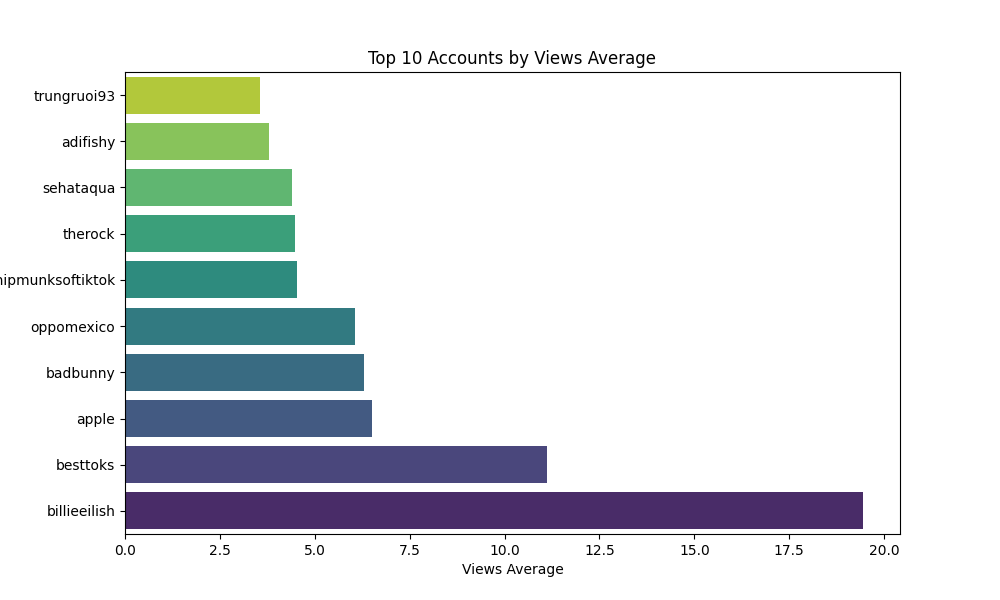 Top 10 Accounts by Views Average
trungruoi93
adifishy
sehataqua
therock
hipmunksoftiktok
oppomexico
badbunny
apple
besttoks
billieeilish
0.0 2.5 5.0 7.5 10.0 12.5 15.0 17.5 20.0
Views Average